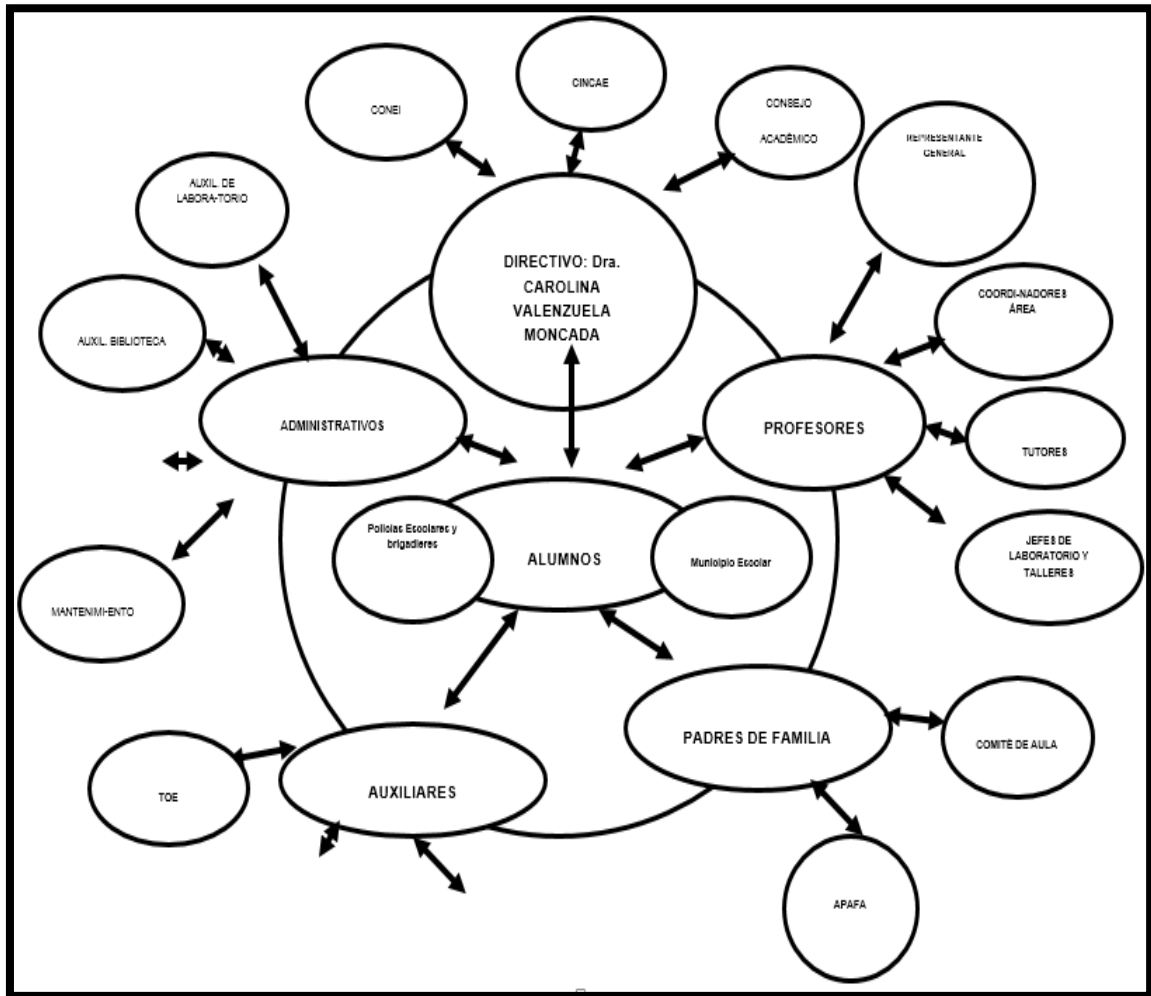 CINCAE
CONEI
CONSEJO
ACADÉMICO
REPRESENTANTE
GENERAL
AUXIL. DE
LABORA-TORIO
DIRECTIVO: Dra.
CAROLINA
VALENZUELA
MONCADA
COORDI-NADORES
ÁREA
AUXIL. BIBLIOTECA
ADMINISTRATIVOS
PROFESORES
TUTORES
Policías Escolares y
brigadieres
ALUMNOS
Municipio Escolar
JEFES DE
LABORATORIO Y
TALLERES
MANTENIMI-ENTO
PADRES DE FAMILIA
COMITÉ DE AULA
TOE
AUXILIARES
APAFA